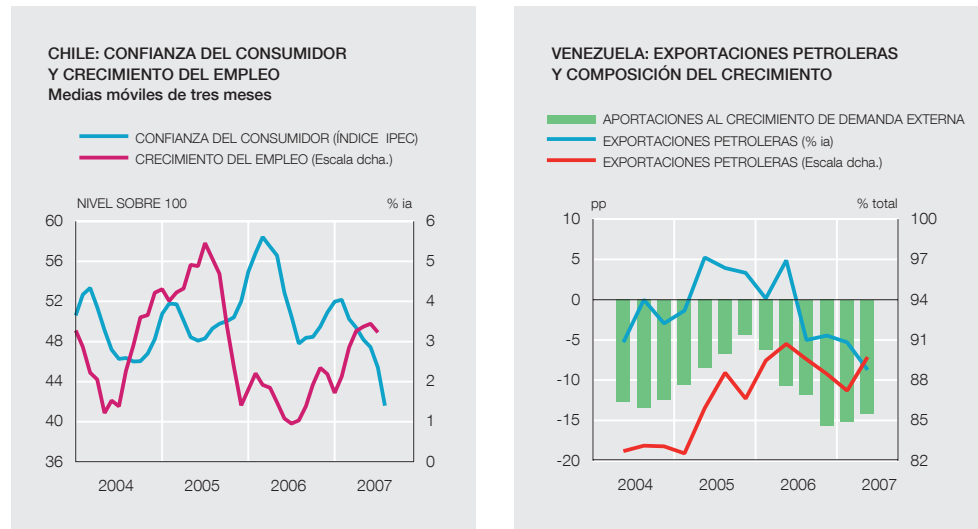 CHILE: CONFIANZA DEL CONSUMIDOR
Y CRECIMIENTO DEL EMPLEO
Medias móviles de tres meses
CONFIANZA DEL CONSUMIDOR (ÍNDICE IPEC)
CRECIMIENTO DEL EMPLEO (Escala dcha.)
NIVEL SOBRE 100 % ia
60 6
56 5
52 4
48 3
44 2
40 1
36 0
2004 2005 2006 2007
VENEZUELA: EXPORTACIONES PETROLERAS
Y COMPOSICIÓN DEL CRECIMIENTO
APORTACIONES AL CRECIMIENTO DE DEMANDA EXTERNA
EXPORTACIONES PETROLERAS (% ia)
EXPORTACIONES PETROLERAS (Escala dcha.)
pp % total
10 100
5 97
0 94
-5 91
-10 88
-15 85
-20 82
2004 2005 2006 2007